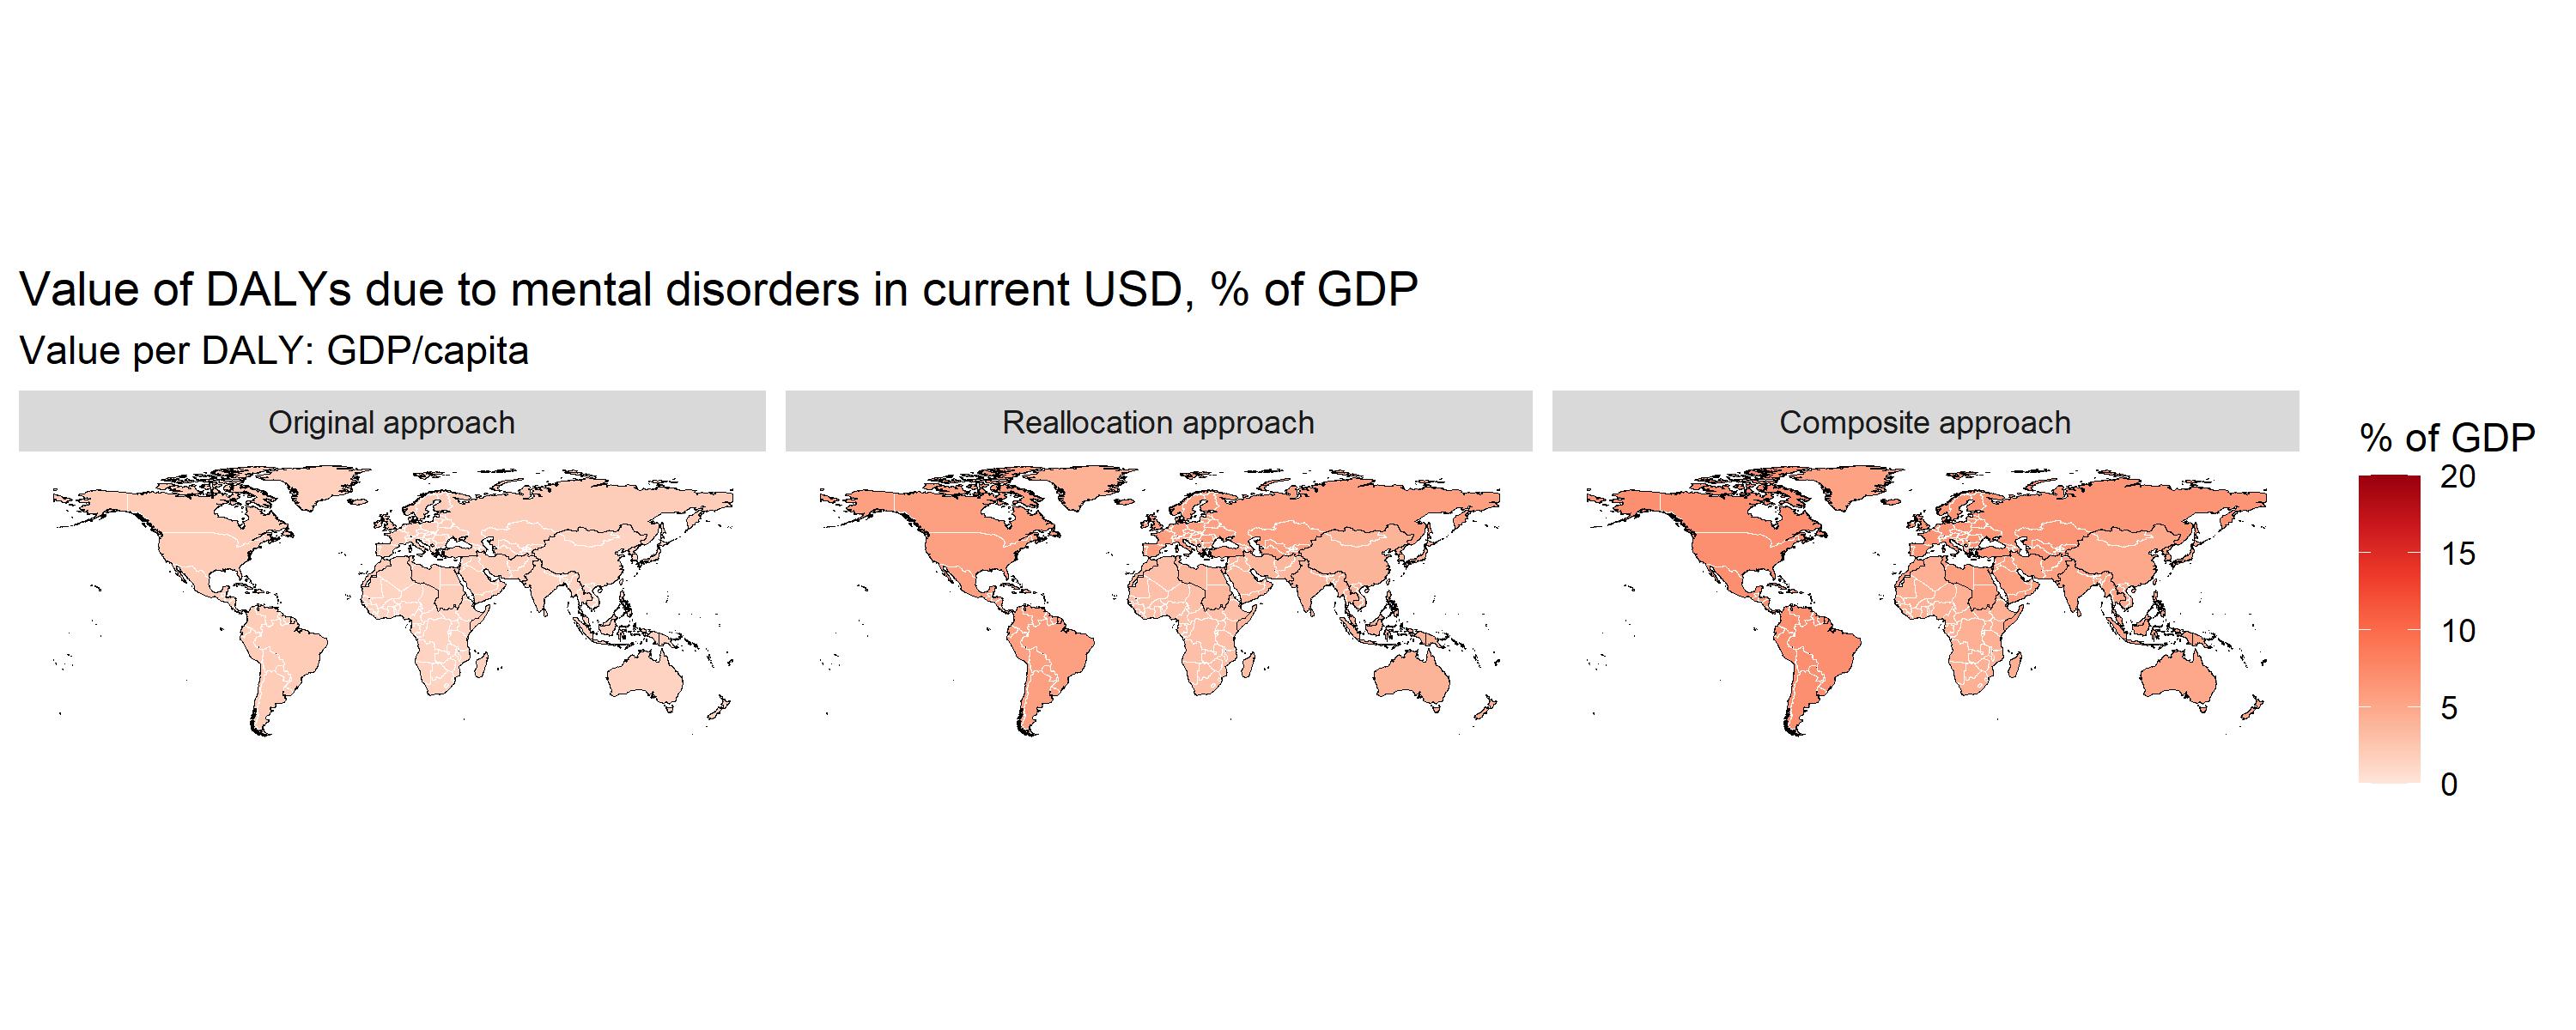 Value of DALYs due to mental disorders in current USD, % of GDP
Value per DALY: GDP/capita
Original approach
Reallocation approach
Composite approach
% of GDP
20
15
10
5
0